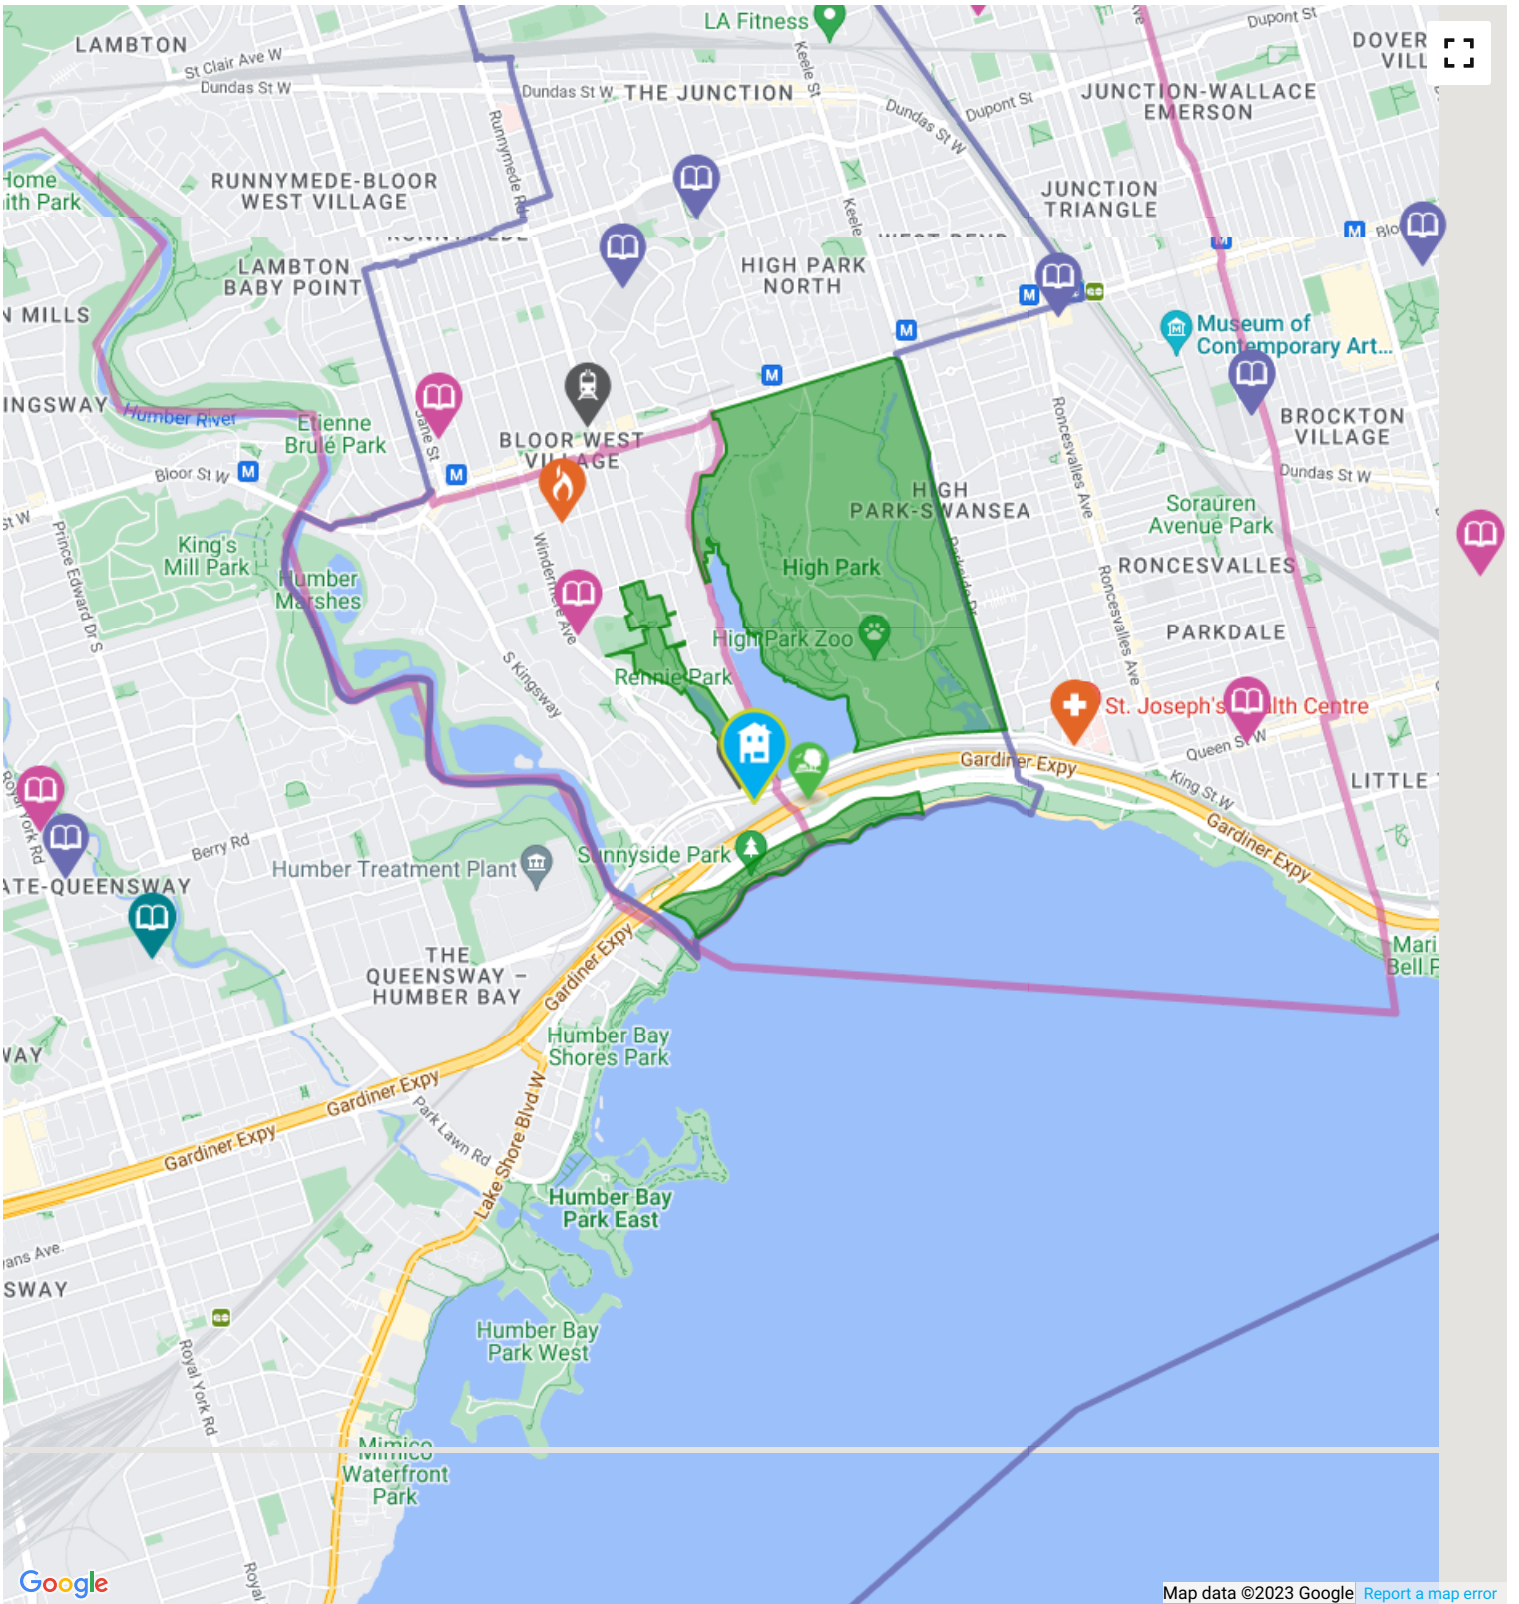 LA Fitness
Dupont St
LAMBTON
St Clair Ave W
Keele St
Dundas St W
Dundas St W
THE JUNCTION
Dupont St
JUNCTION-WALLACE
EMERSON
Dundas St W
Runnymede Rd
RUNNYMEDE-BLOOR
WEST VILLAGE
JUNCTION
TRIANGLE
Keele
M
M
LAMBTON
BABY POINT
HIGH PARK
NORTH
M
N MILLS
M
Museum of
Contemporary Art...
M
INGSWAY
Humber River
Etienne
Brulé Park
Jane St
BLOOR WEST
VILLAGE
Roncesvalles Ave
BROCKTON
VILLAGE
Bloor St W
M
M
Dundas St W
St W
HIGH
PARK-SWANSEA
Sorauren
Avenue Park
Prince Edward Dr S
King's
Mill Park
Windermere Ave
Humber
Marshes
High Park
Parkside Dr
RONCESVALLES
Roncesvalles Ave
High Park Zoo
PARKDALE
S Kingsway
Rennie Park
St. Joseph's
alth Centre
Queen St W
Gardiner Expy
King St W
LITTLE
Royal York Rd
Berry Rd
Gardiner Expy
Humber Treatment Plant
Sunnyside Park
ATE-QUEENSWAY
THE
QUEENSWAY –
HUMBER BAY
Gardiner Expy
Mari
Bell P
Humber Bay
Shores Park
WAY
Gardiner Expy
Lake Shore Blvd W
Park Lawn Rd
Gardiner Expy
Humber Bay
Park East
SWAY
Royal York Rd
Humber Bay
Park West
Mimico
Waterfront
Park
Royal
Google
Map data ©2023 Google
Report a map error